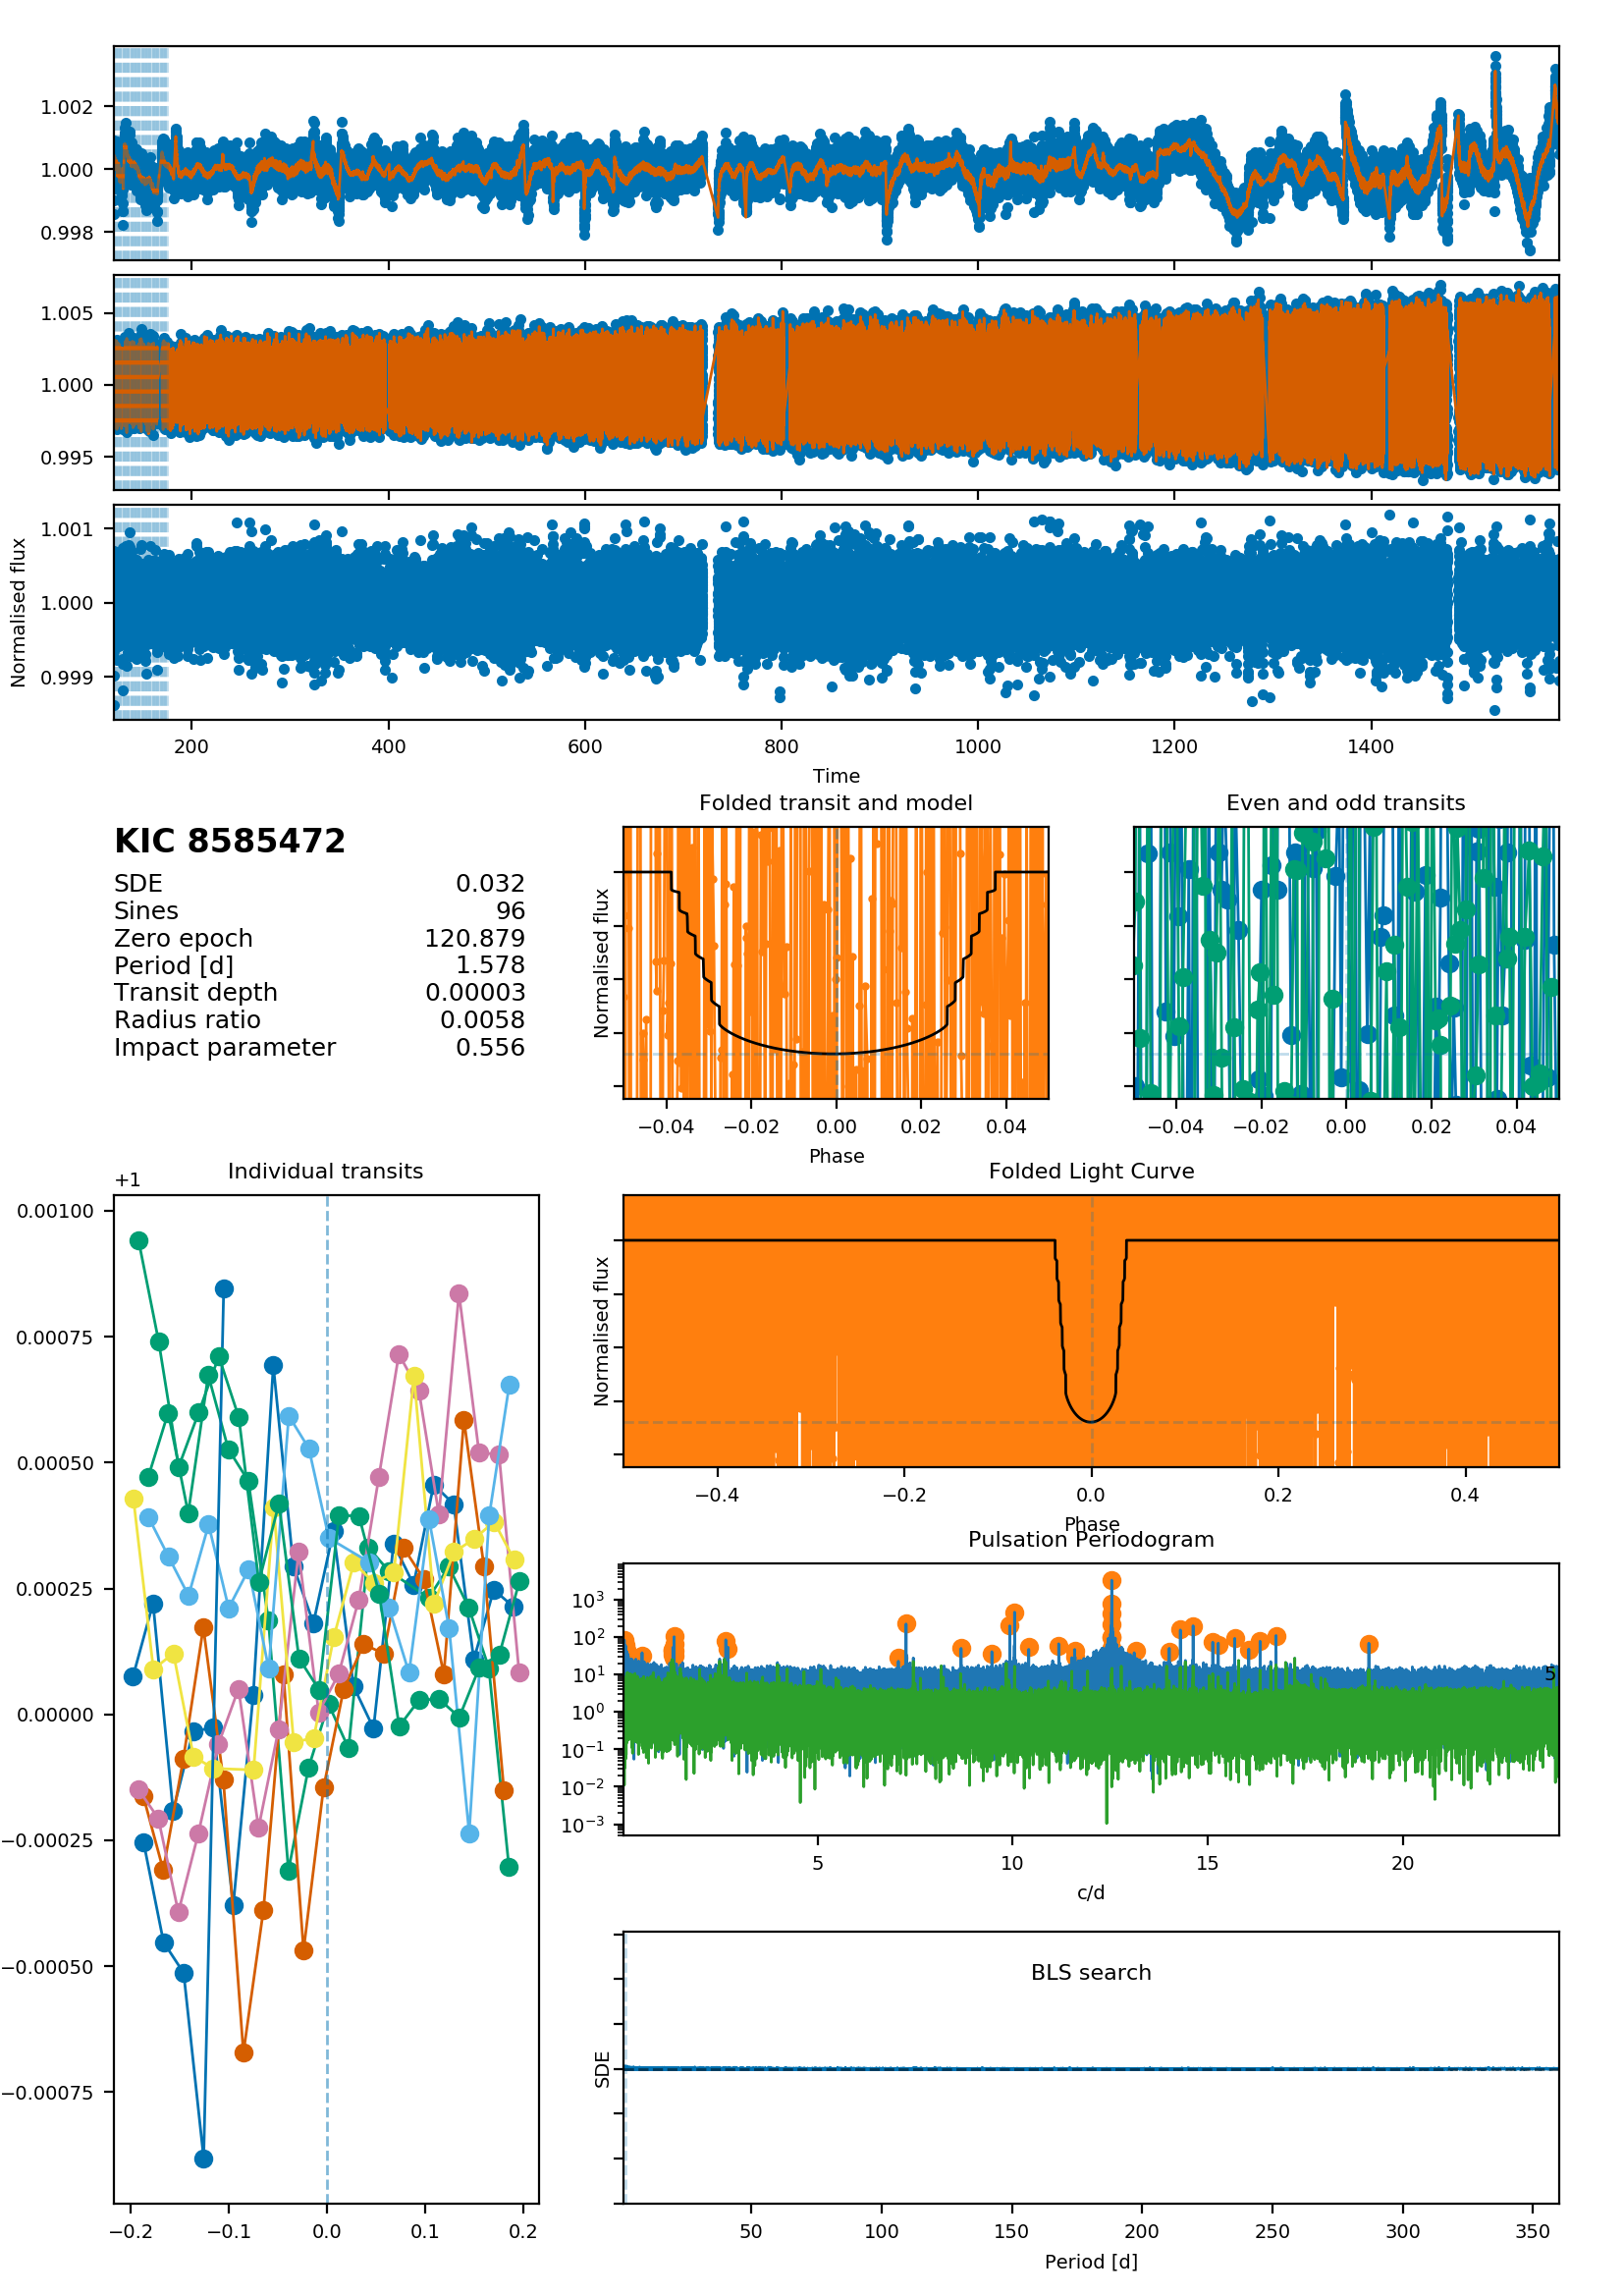 1.002
1.000
0.998
1.005
1.000
0.995
1.001
1.000
0.999
Normalised flux
200 400 600 800 1000 1200 1400
Time
KIC 8585472
SDE 0.032
Sines 96
Zero epoch 120.879
Period [d] 1.578
Transit depth 0.00003
Radius ratio 0.0058
Impact parameter 0.556
Folded transit and model
Normalised flux
−0.04 −0.02 0.00 0.02 0.04
Phase
Even and odd transits
−0.04 −0.02 0.00 0.02 0.04
Individual transits
+1
0.00100
0.00075
0.00050
0.00025
0.00000
−0.00025
−0.00050
−0.00075
−0.2 −0.1 0.0 0.1 0.2
Folded Light Curve
Normalised flux
−0.4 −0.2 0.0 0.2 0.4
Phase
Pulsation Periodogram
10³
10²
10¹
10⁰
10⁻¹
10⁻²
10⁻³
5
5 10 15 20
c/d
BLS search
SDE
50 100 150 200 250 300 350
Period [d]